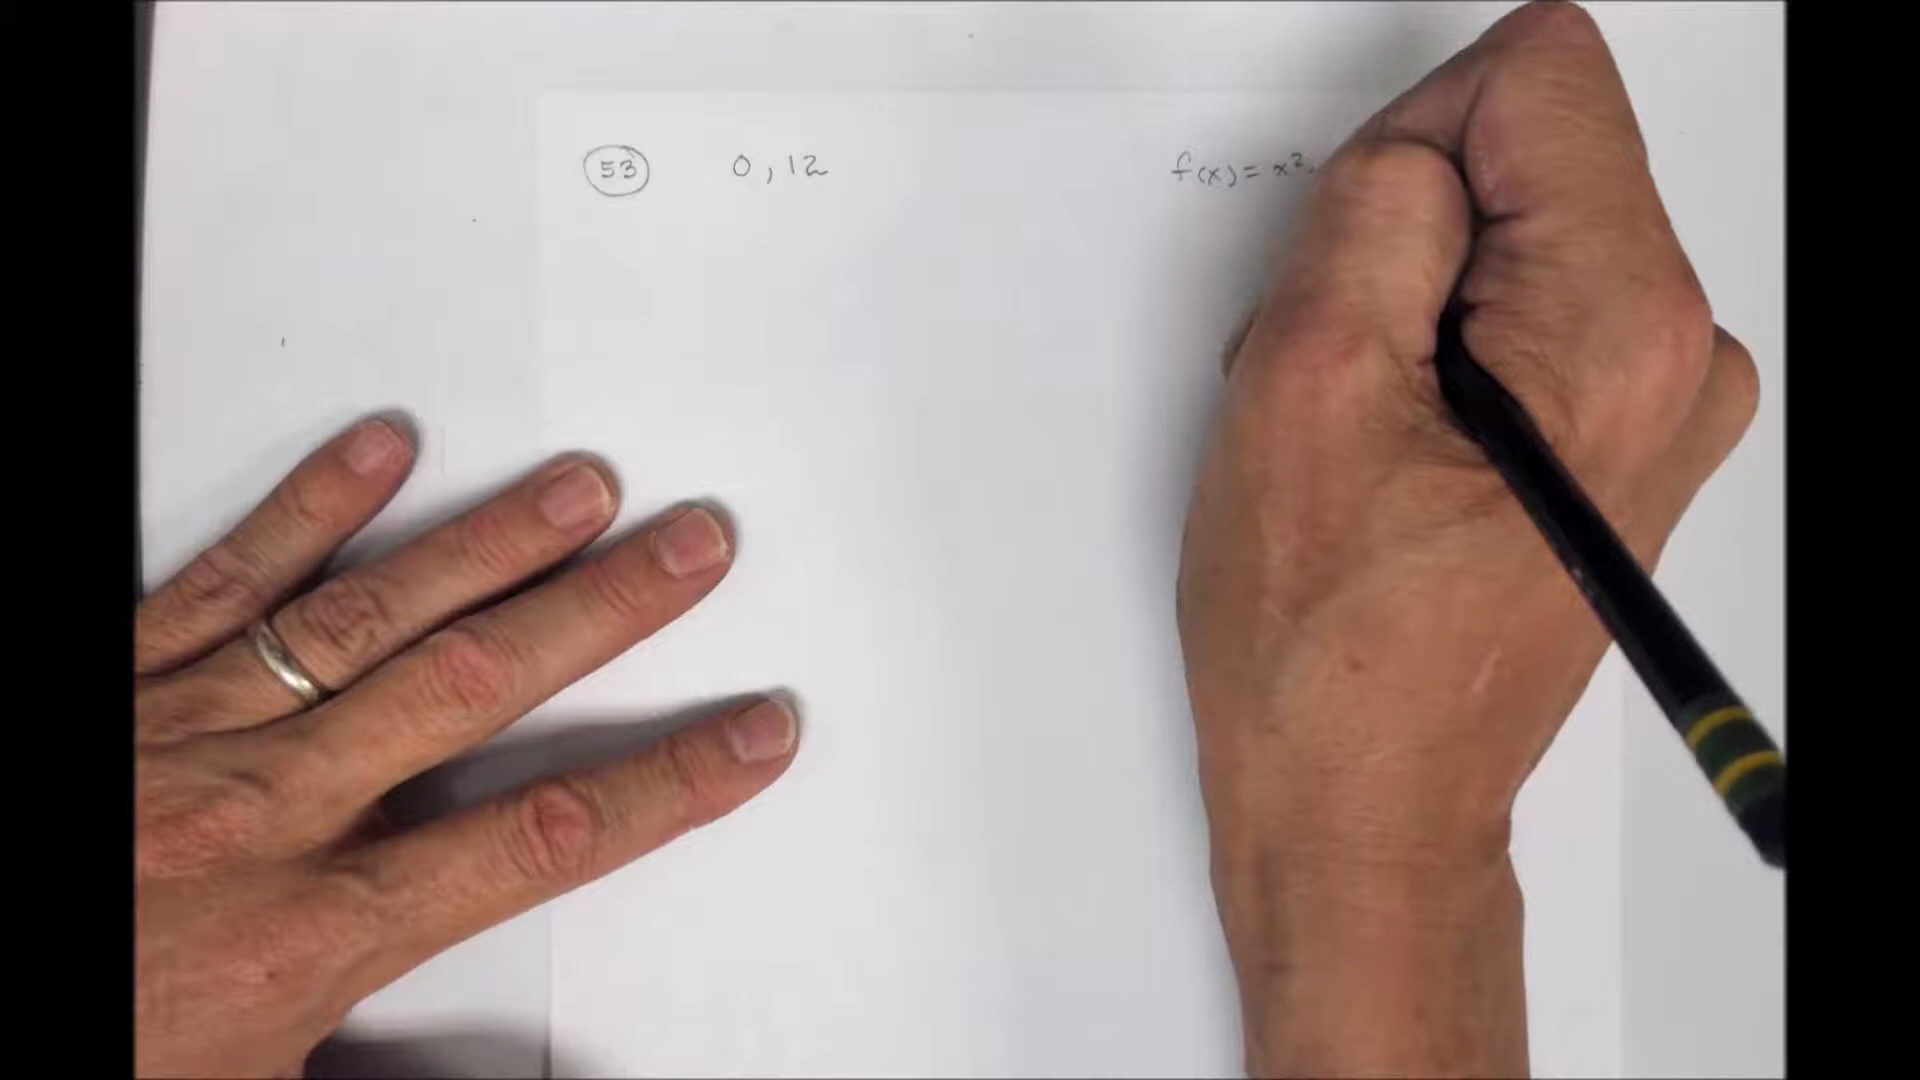 53 0, 12 f(x) = x²